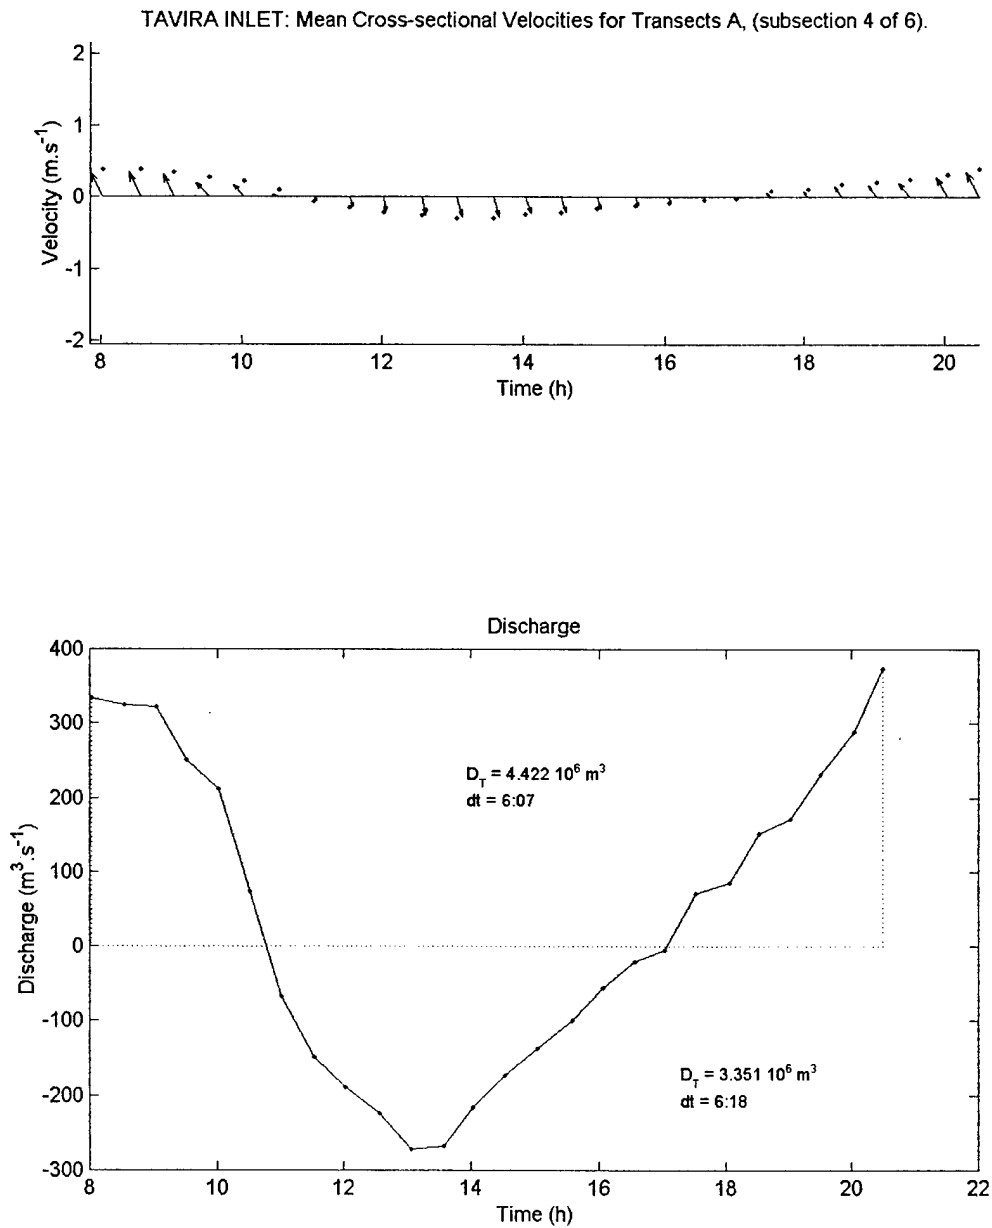 TAVIRA INLET: Mean Cross-sectional Velocities for Transects A, (subsection 4 of 6).
2
1
0
-1
-2
Velocity (m.s⁻¹)
8 10 12 14 16 18 20
Time (h)
Discharge
400
300
200
100
0
-100
-200
-300
Discharge (m³.s⁻¹)
D_T = 4.422 10⁶ m³
dt = 6:07
D_T = 3.351 10⁶ m³
dt = 6:18
8 10 12 14 16 18 20 22
Time (h)